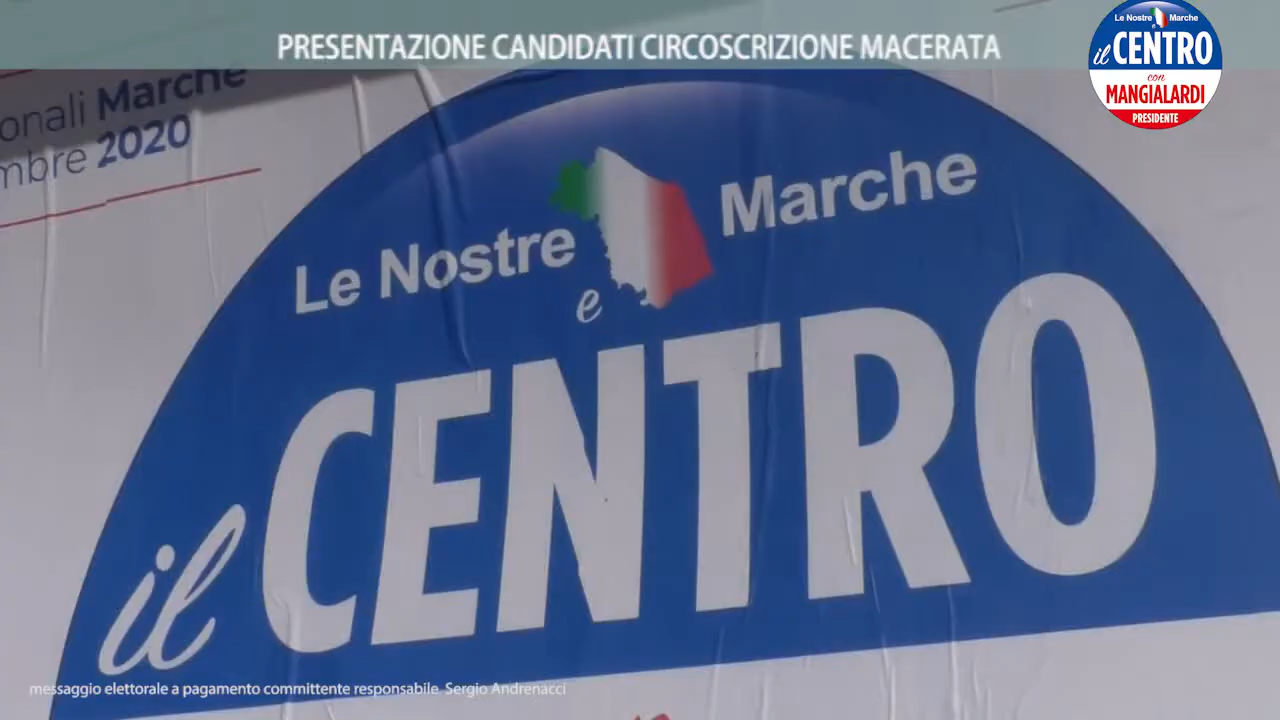 PRESENTAZIONE CANDIDATI CIRCOSCRIZIONE MACERATA
Le Nostre Marche
e
il CENTRO
con
MANGIALARDI
PRESIDENTE
onali Marche
mbre 2020
Le Nostre Marche
e
il CENTRO
messaggio elettorale a pagamento committente responsabile. Sergio Andrenacci